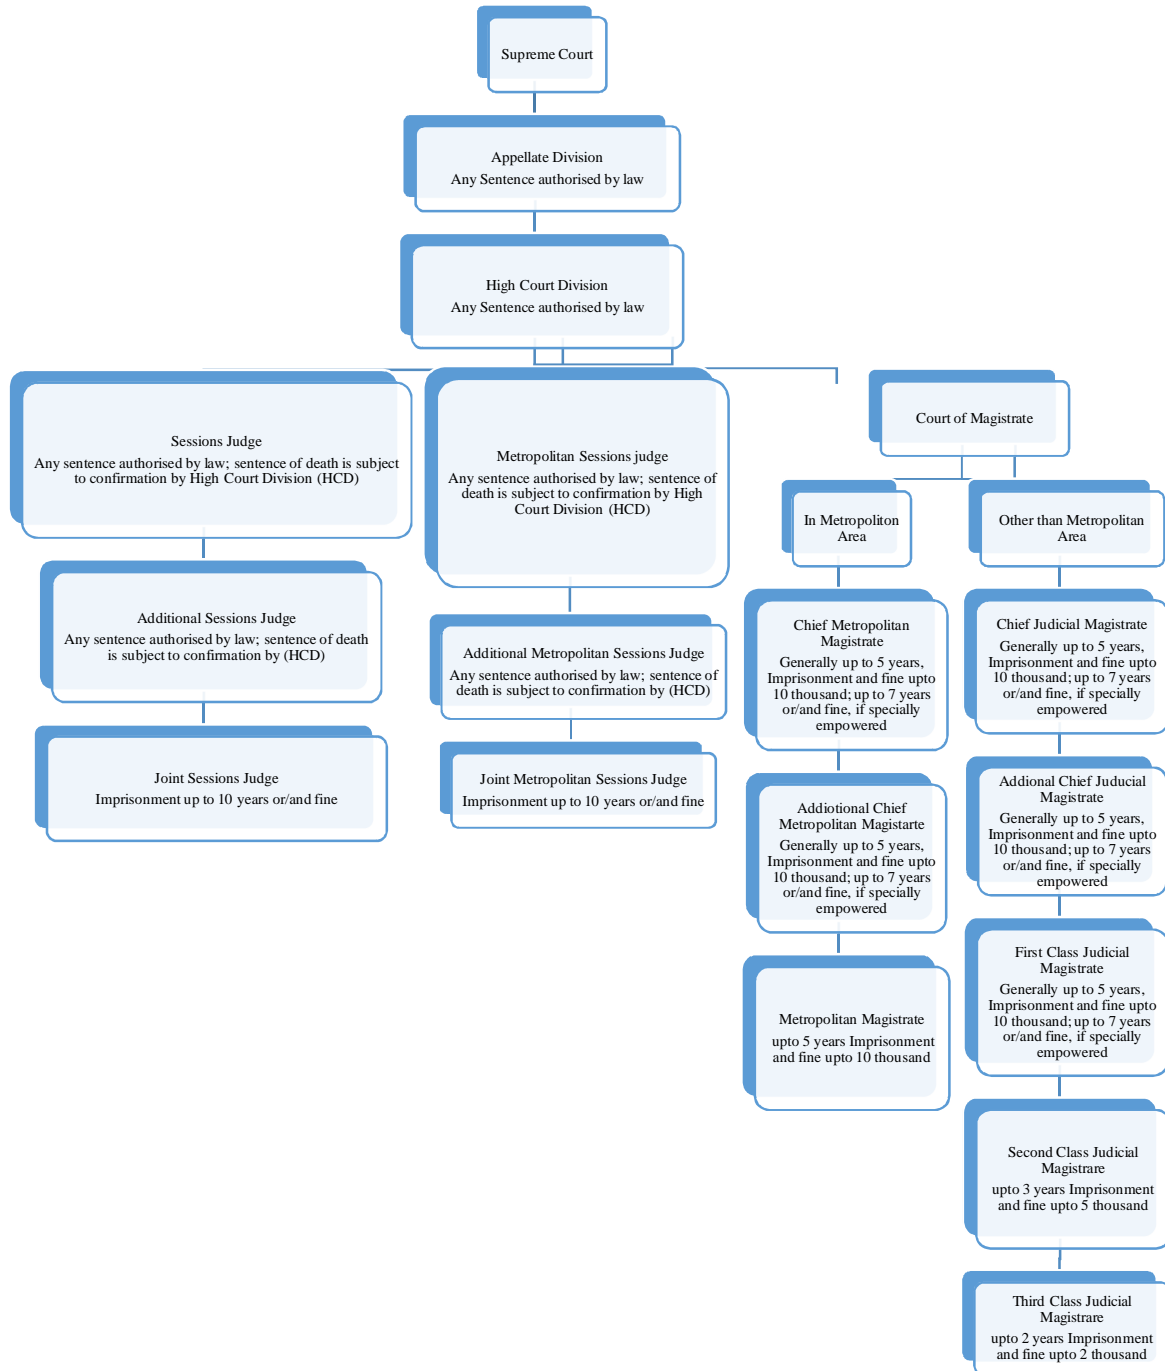 Supreme Court
Appellate Division
Any Sentence authorised by law
High Court Division
Any Sentence authorised by law
Sessions Judge
Any sentence authorised by law; sentence of death is subject
to confirmation by High Court Division (HCD)
Additional Sessions Judge
Any sentence authorised by law; sentence of death
is subject to confirmation by (HCD)
Joint Sessions Judge
Imprisonment up to 10 years or/and fine
Metropolitan Sessions judge
Any sentence authorised by law; sentence of
death is subject to confirmation by High
Court Division (HCD)
Additional Metropolitan Sessions Judge
Any sentence authorised by law; sentence of
death is subject to confirmation by (HCD)
Joint Metropolitan Sessions Judge
Imprisonment up to 10 years or/and fine
Court of Magistrate
In Metropoliton
Area
Chief Metropolitan
Magistrate
Generally up to 5 years,
Imprisonment and fine upto
10 thousand; up to 7 years
or/and fine, if specially
empowered
Addiotional Chief
Metropolitan Magistarte
Generally up to 5 years,
Imprisonment and fine upto
10 thousand; up to 7 years
or/and fine, if specially
empowered
Metropolitan Magistrate
upto 5 years Imprisonment
and fine upto 10 thousand
Other than Metropolitan
Area
Chief Judicial Magistrate
Generally up to 5 years,
Imprisonment and fine upto
10 thousand; up to 7 years
or/and fine, if specially
empowered
Addional Chief Juducial
Magistrate
Generally up to 5 years,
Imprisonment and fine upto
10 thousand; up to 7 years
or/and fine, if specially
empowered
First Class Judicial
Magistrate
Generally up to 5 years,
Imprisonment and fine upto
10 thousand; up to 7 years
or/and fine, if specially
empowered
Second Class Judicial
Magistrare
upto 3 years Imprisonment
and fine upto 5 thousand
Third Class Judicial
Magistrare
upto 2 years Imprisonment
and fine upto 2 thousand